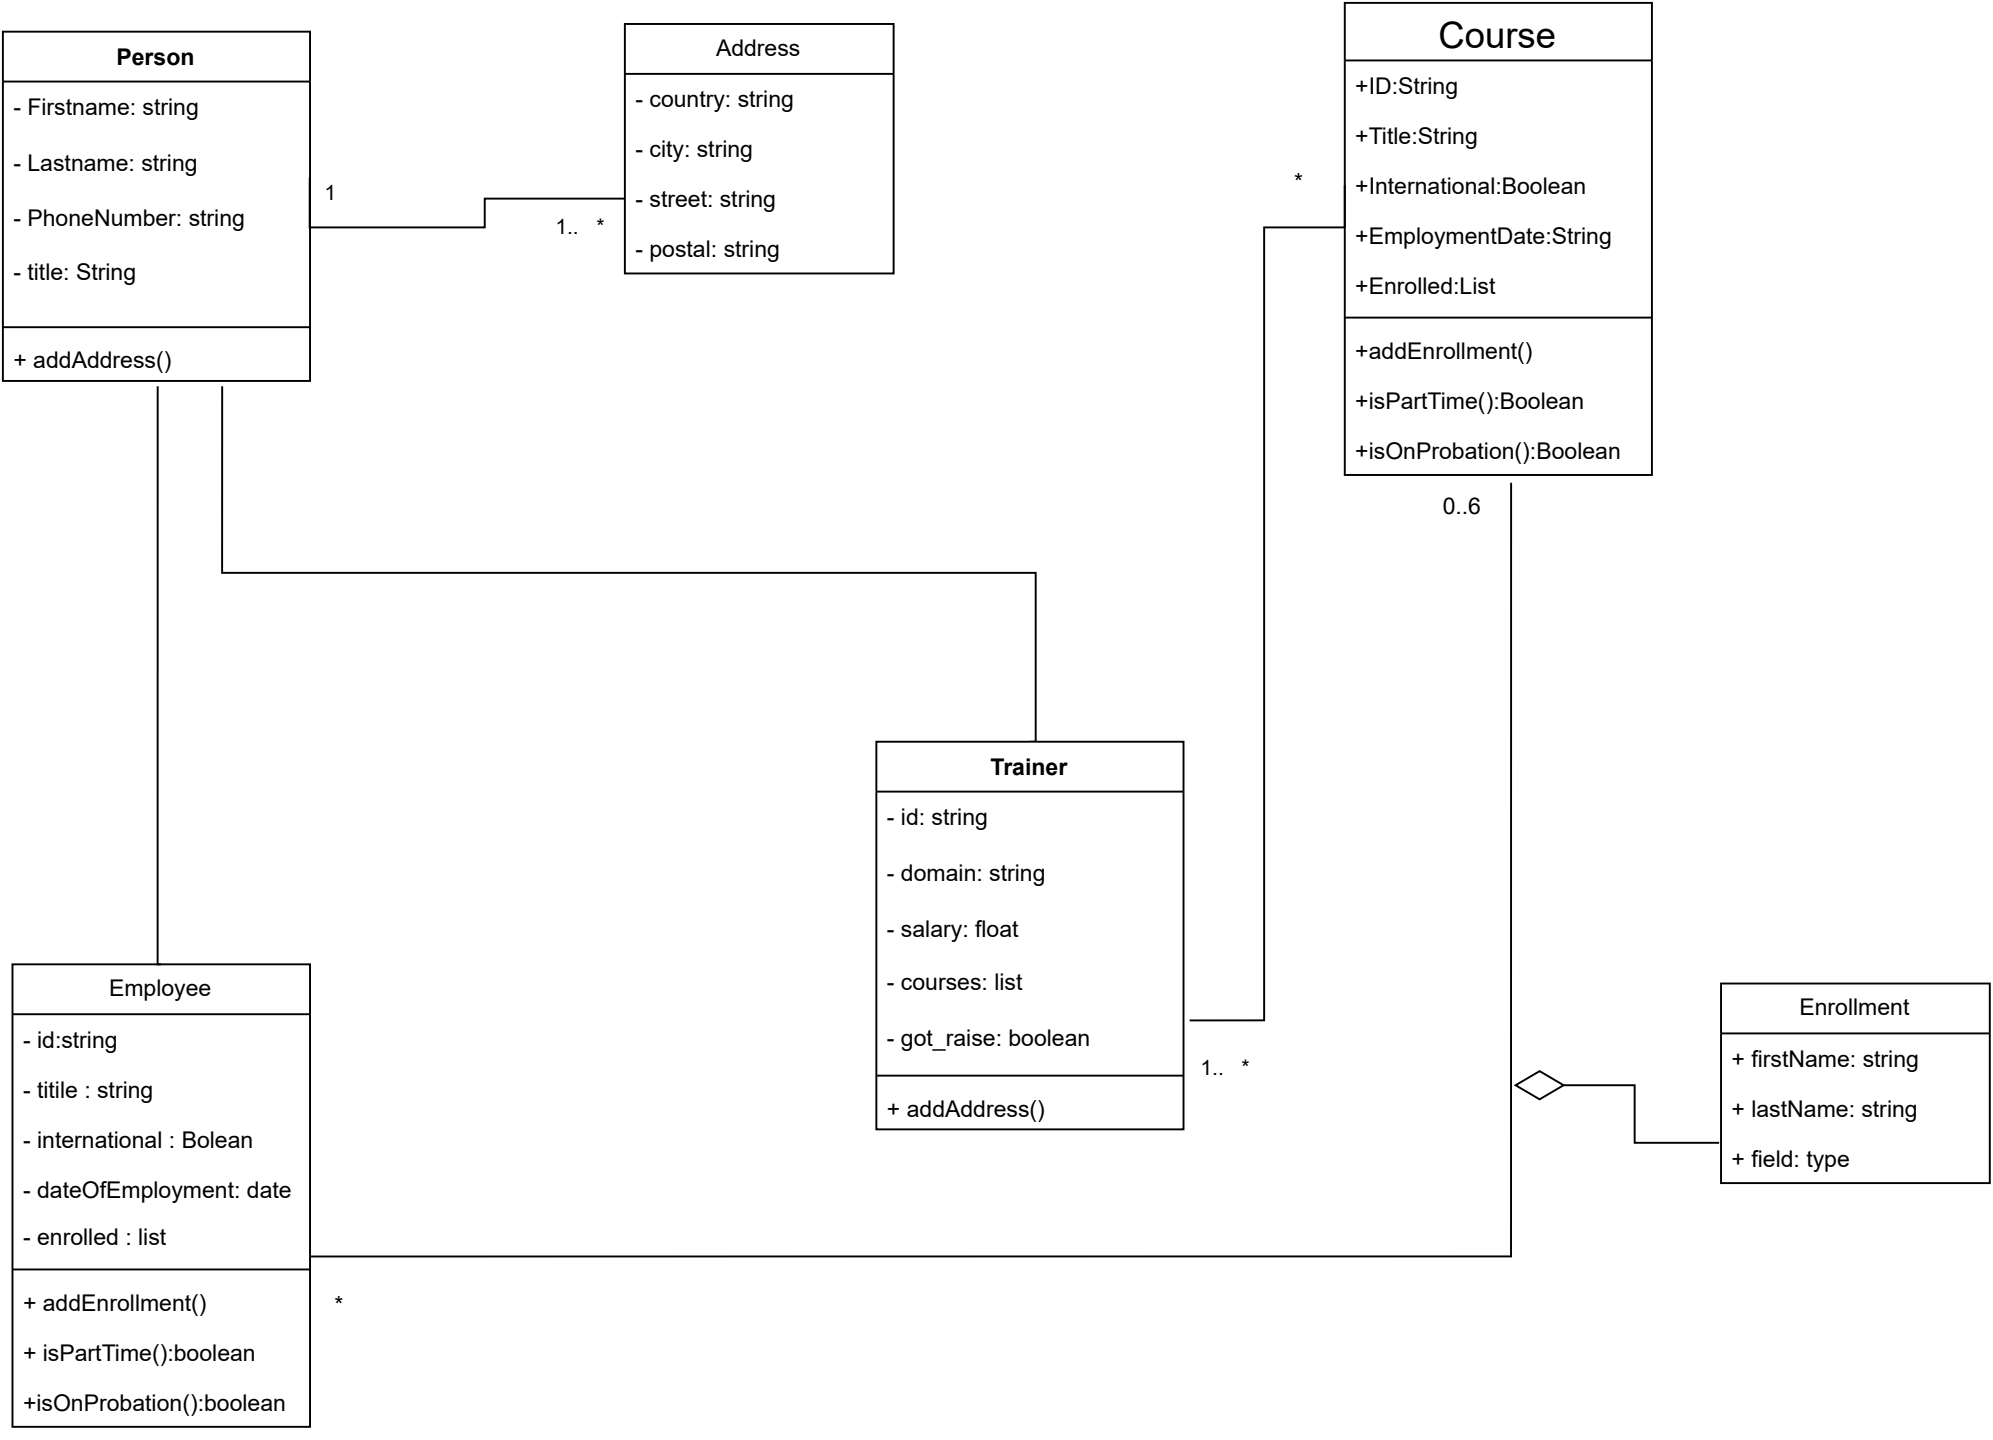 Person
- Firstname: string
- Lastname: string
- PhoneNumber: string
- title: String
+ addAddress()
1
1.. *
Address
- country: string
- city: string
- street: string
- postal: string
Course
+ID:String
+Title:String
+International:Boolean
+EmploymentDate:String
+Enrolled:List
+addEnrollment()
+isPartTime():Boolean
+isOnProbation():Boolean
*
0..6
Trainer
- id: string
- domain: string
- salary: float
- courses: list
- got_raise: boolean
+ addAddress()
1.. *
Employee
- id:string
- titile : string
- international : Bolean
- dateOfEmployment: date
- enrolled : list
+ addEnrollment()
+ isPartTime():boolean
+isOnProbation():boolean
*
Enrollment
+ firstName: string
+ lastName: string
+ field: type